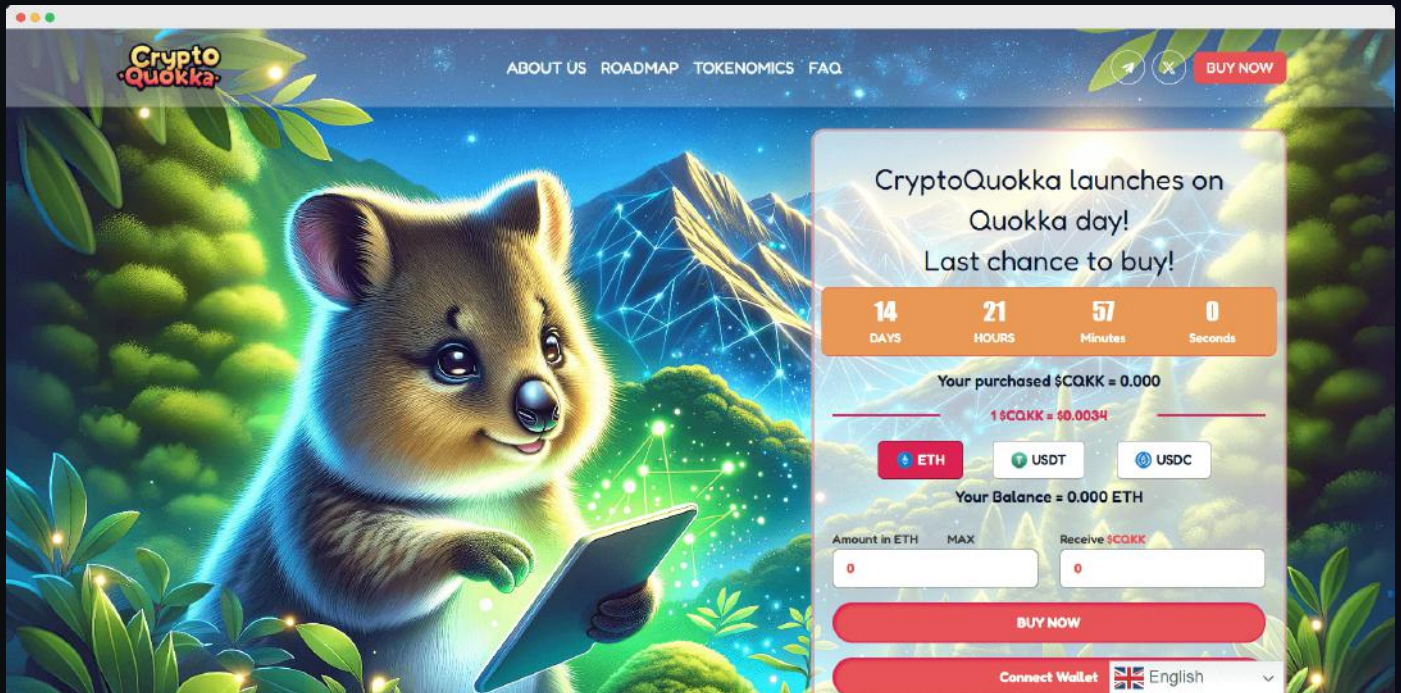 Crypto
Quokka
ABOUT US ROADMAP TOKENOMICS FAQ
BUY NOW
CryptoQuokka launches on
Quokka day!
Last chance to buy!
14 21 57 0
DAYS HOURS Minutes Seconds
Your purchased $CQKK = 0.000
1 $CQKK = $0.0034
ETH USDT USDC
Your Balance = 0.000 ETH
Amount in ETH MAX Receive $CQKK
0 0
BUY NOW
Connect Wallet English